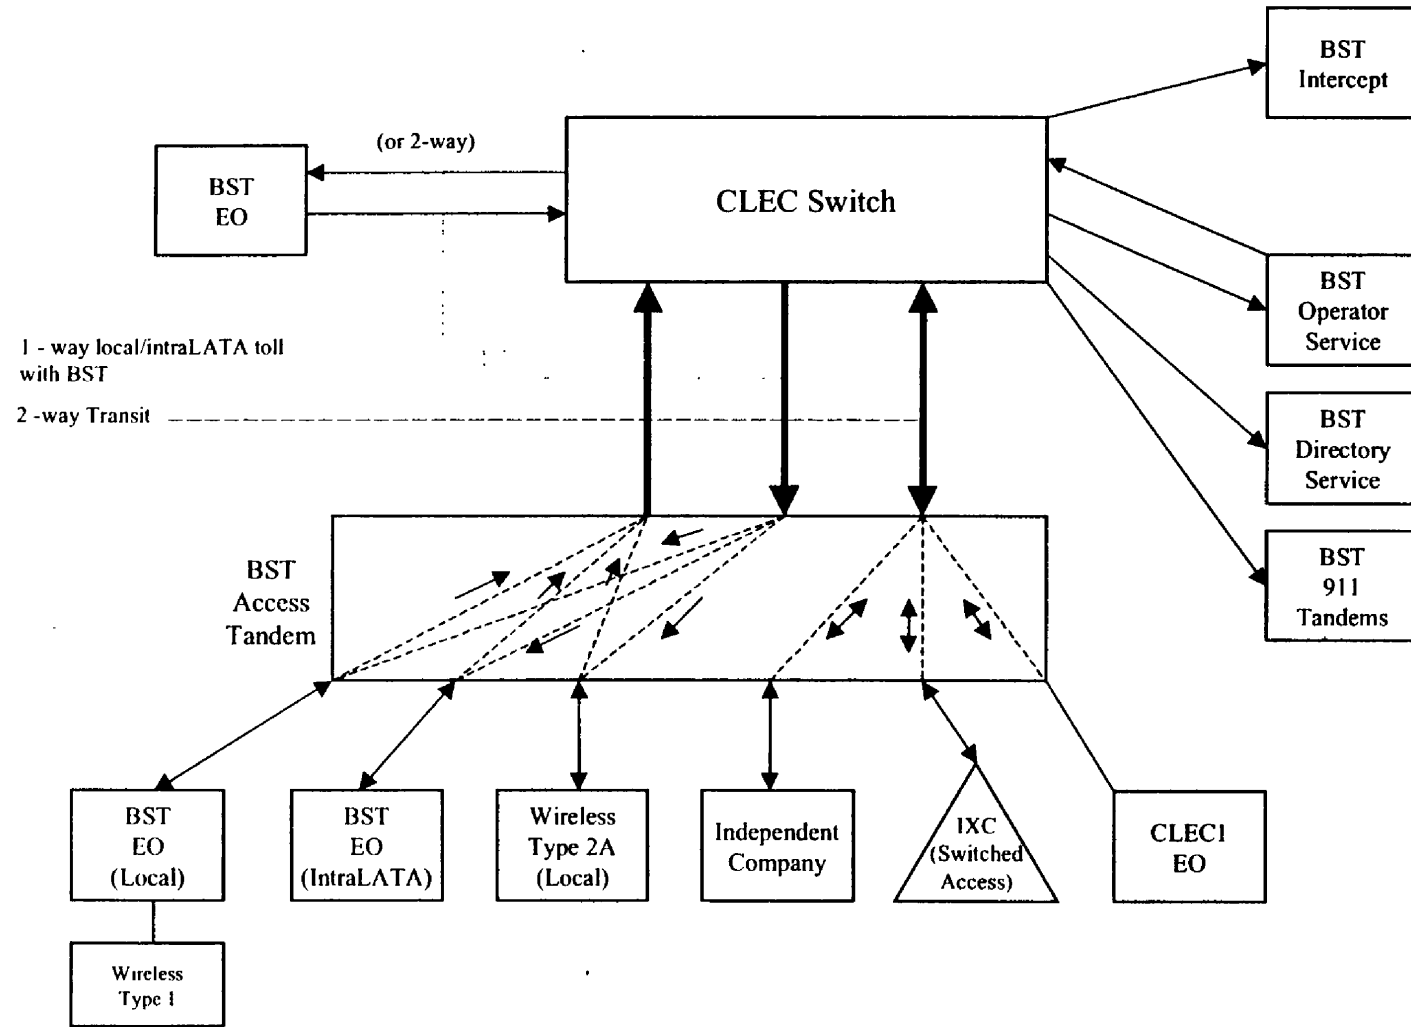 BST
Intercept
(or 2-way)
BST
EO
CLEC Switch
BST
Operator
Service
1 - way local/intraLATA toll
with BST
2 -way Transit
BST
Directory
Service
BST
Access
Tandem
BST
911
Tandems
BST
EO
(Local)
BST
EO
(IntraLATA)
Wireless
Type 2A
(Local)
Independent
Company
IXC
(Switched
Access)
CLEC1
EO
Wireless
Type 1